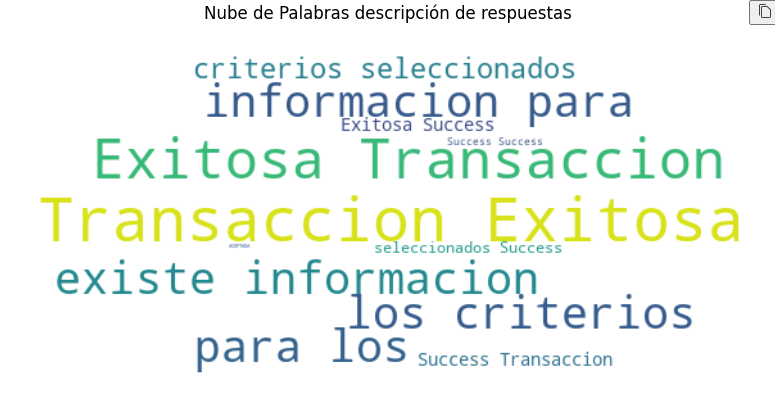 Nube de Palabras descripción de respuestas
criterios seleccionados
informacion para
Exitosa Success
Success Success
Exitosa Transaccion
Transaccion Exitosa
seleccionados Success
existe informacion
los criterios
para los
Success Transaccion